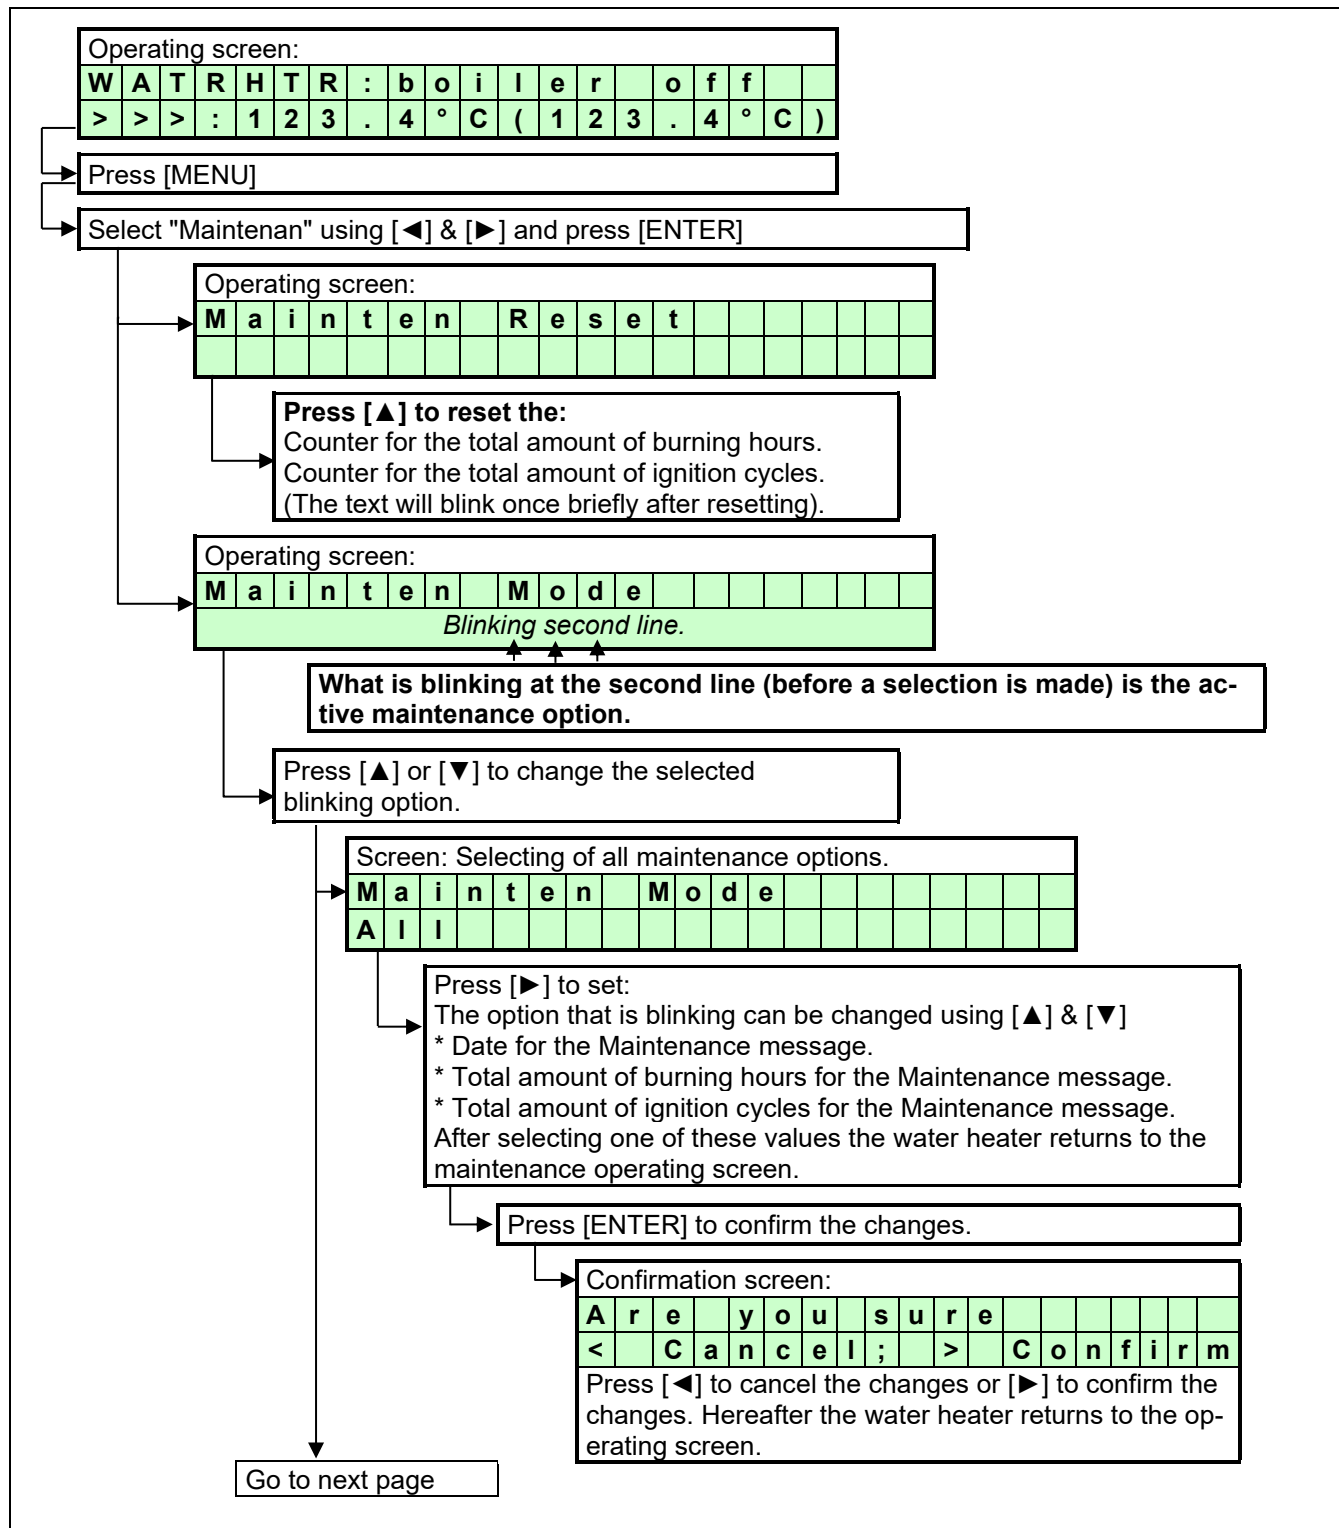 Operating screen:
WATRHTR:boiler off
>>>:123.4°C(123.4°C)
Press [MENU]
Select "Maintenan" using [◄] & [►] and press [ENTER]
Operating screen:
Mainten Reset
Press [▲] to reset the:
Counter for the total amount of burning hours.
Counter for the total amount of ignition cycles.
(The text will blink once briefly after resetting).
Operating screen:
Mainten Mode
Blinking second line.
What is blinking at the second line (before a selection is made) is the ac-
tive maintenance option.
Press [▲] or [▼] to change the selected
blinking option.
Screen: Selecting of all maintenance options.
Mainten Mode
All
Press [►] to set:
The option that is blinking can be changed using [▲] & [▼]
* Date for the Maintenance message.
* Total amount of burning hours for the Maintenance message.
* Total amount of ignition cycles for the Maintenance message.
After selecting one of these values the water heater returns to the
maintenance operating screen.
Press [ENTER] to confirm the changes.
Confirmation screen:
Are you sure
< Cancel; > Confirm
Press [◄] to cancel the changes or [►] to confirm the
changes. Hereafter the water heater returns to the op-
erating screen.
Go to next page